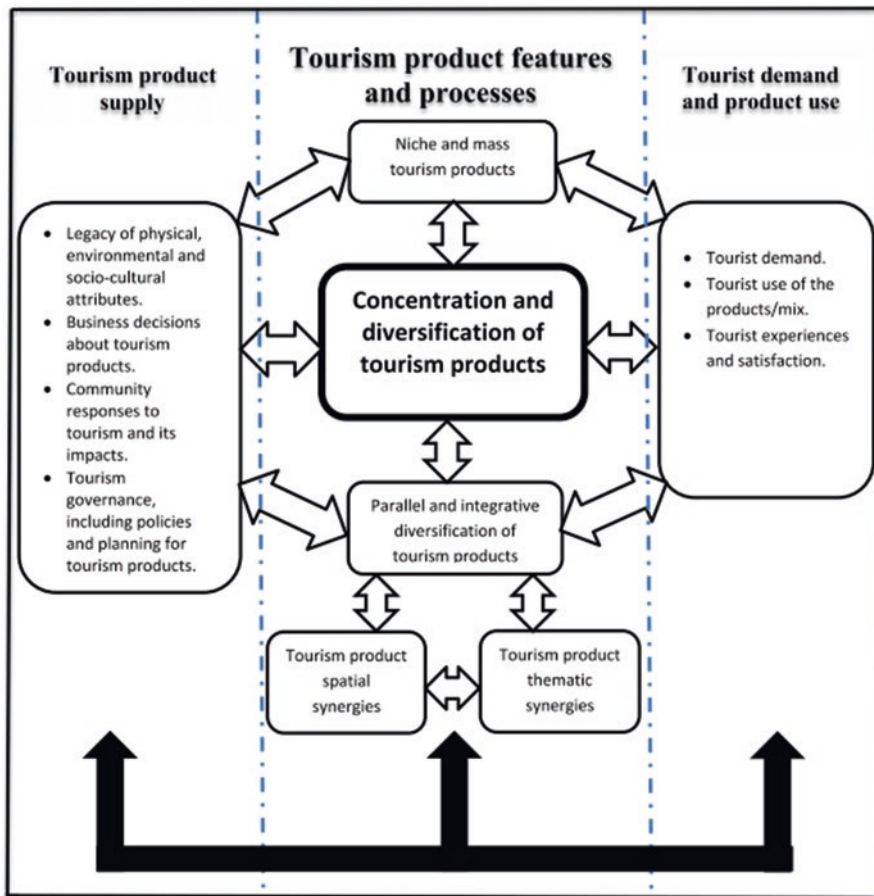 Tourism product
supply
Tourism product features
and processes
Tourist demand
and product use
Niche and mass
tourism products
• Legacy of physical,
environmental and
socio-cultural
attributes.
• Business decisions
about tourism
products.
• Community
responses to
tourism and its
impacts.
• Tourism
governance,
including policies
and planning for
tourism products.
Concentration and
diversification of
tourism products
• Tourist demand.
• Tourist use of the
products/mix.
• Tourist experiences
and satisfaction.
Parallel and integrative
diversification of
tourism products
Tourism product
spatial
synergies
Tourism product
thematic
synergies